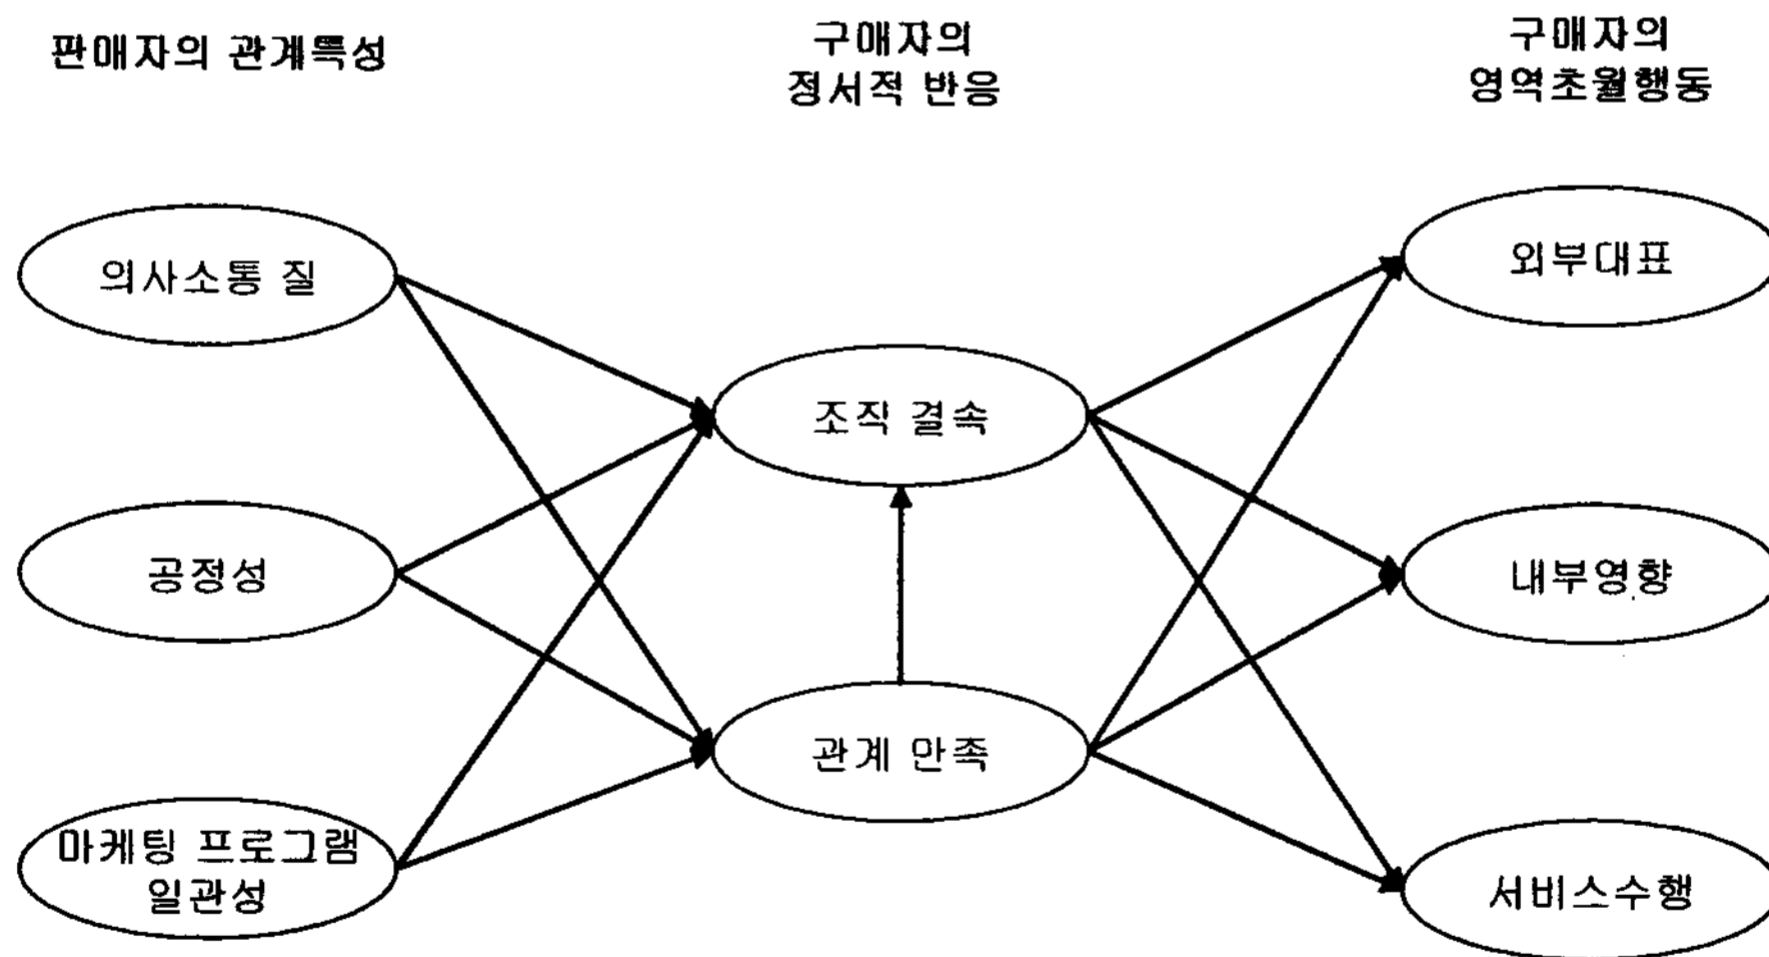 판매자의 관계특성
구매자의
정서적 반응
구매자의
영역초월행동
의사소통 질
외부대표
조직 결속
공정성
내부영향
관계 만족
마케팅 프로그램
일관성
서비스수행